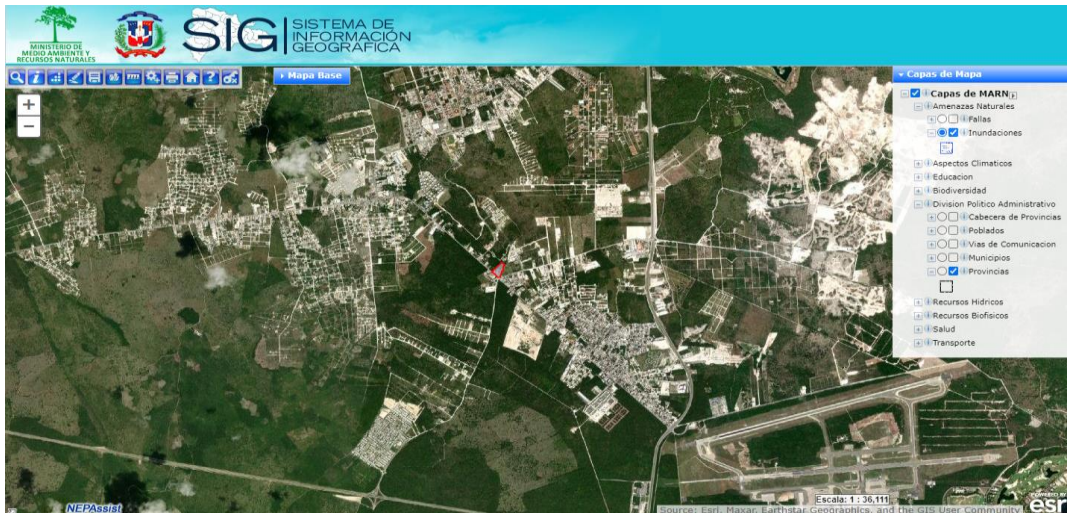 MINISTERIO DE
MEDIO AMBIENTE Y
RECURSOS NATURALES
SIG
SISTEMA DE
INFORMACIÓN
GEOGRÁFICA
Mapa Base
Capas de Mapa
Capas de MARN
Amenazas Naturales
Fallas
Inundaciones
Aspectos Climaticos
Educacion
Biodiversidad
Division Politico Administrativo
Cabecera de Provincias
Poblados
Vias de Comunicacion
Municipios
Provincias
Recursos Hidricos
Recursos Biofisicos
Salud
Transporte
NEPAssist
Escala: 1 : 36,111
Source: Esri, Maxar, Earthstar Geographics, and the GIS User Community
POWERED BY
esri